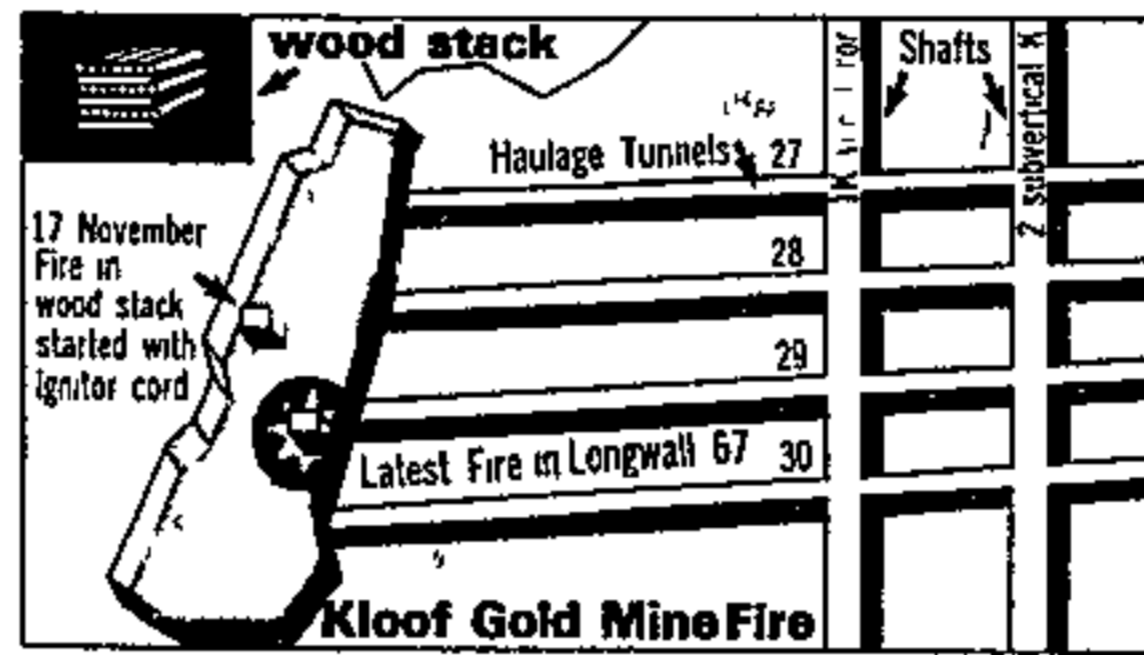 wood stack
Shafts
Haulage Tunnels 27
2 subvertical
17 November
Fire in
wood stack
started with
ignitor cord
28
29
Latest Fire in Longwall 67 30
Kloof Gold Mine Fire